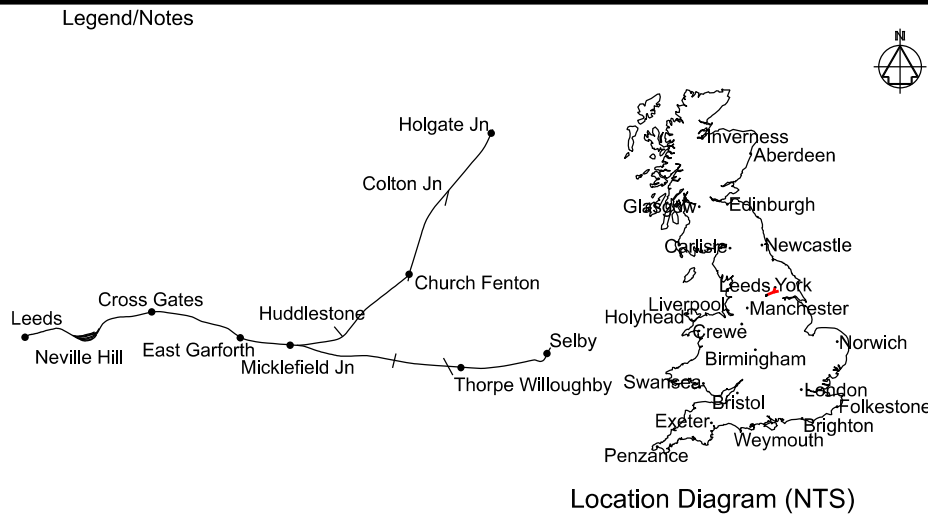 Legend/Notes
N
Holgate Jn
Colton Jn
Church Fenton
Huddlestone
Cross Gates
Leeds
Neville Hill
East Garforth
Micklefield Jn
Selby
Thorpe Willoughby
Inverness
Aberdeen
Glasgow
Edinburgh
Carlisle
Newcastle
Leeds York
Liverpool
Manchester
Holyhead
Crewe
Norwich
Birmingham
Swansea
London
Bristol
Folkestone
Exeter
Brighton
Weymouth
Penzance
Location Diagram (NTS)